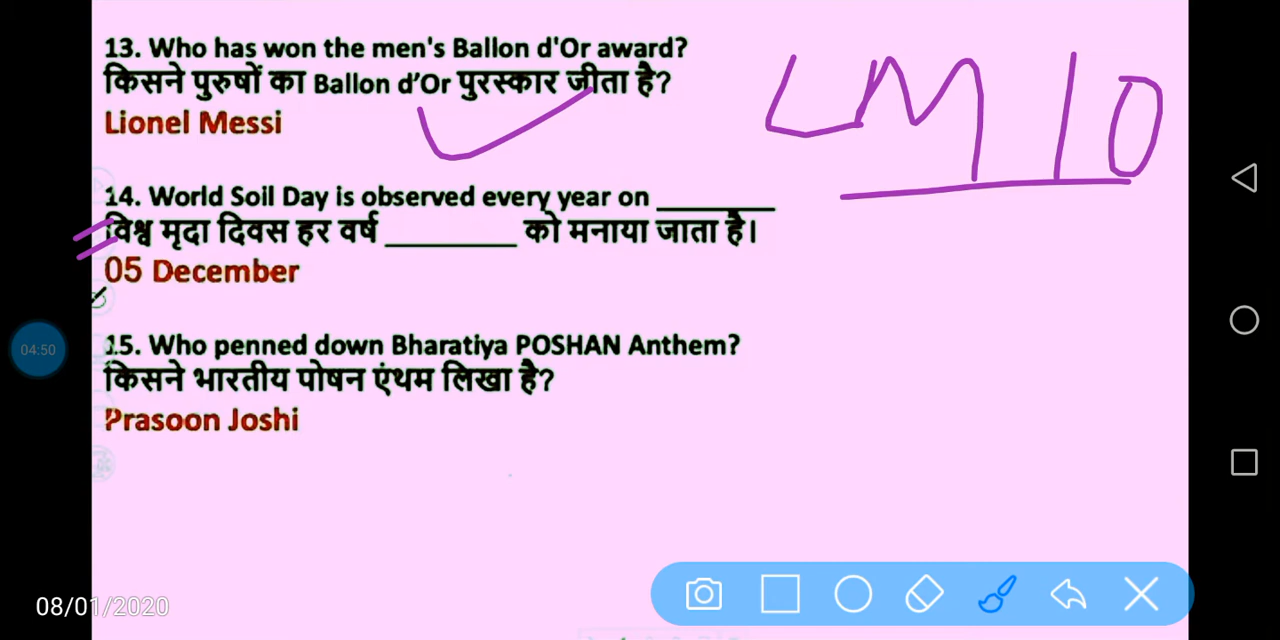 13. Who has won the men's Ballon d'Or award?
किसने पुरुषों का Ballon d'Or पुरस्कार जीता है?
Lionel Messi
LM10
14. World Soil Day is observed every year on ________
विश्व मृदा दिवस हर वर्ष ________ को मनाया जाता है।
05 December
04:50
15. Who penned down Bharatiya POSHAN Anthem?
किसने भारतीय पोषन एंथम लिखा है?
Prasoon Joshi
08/01/2020